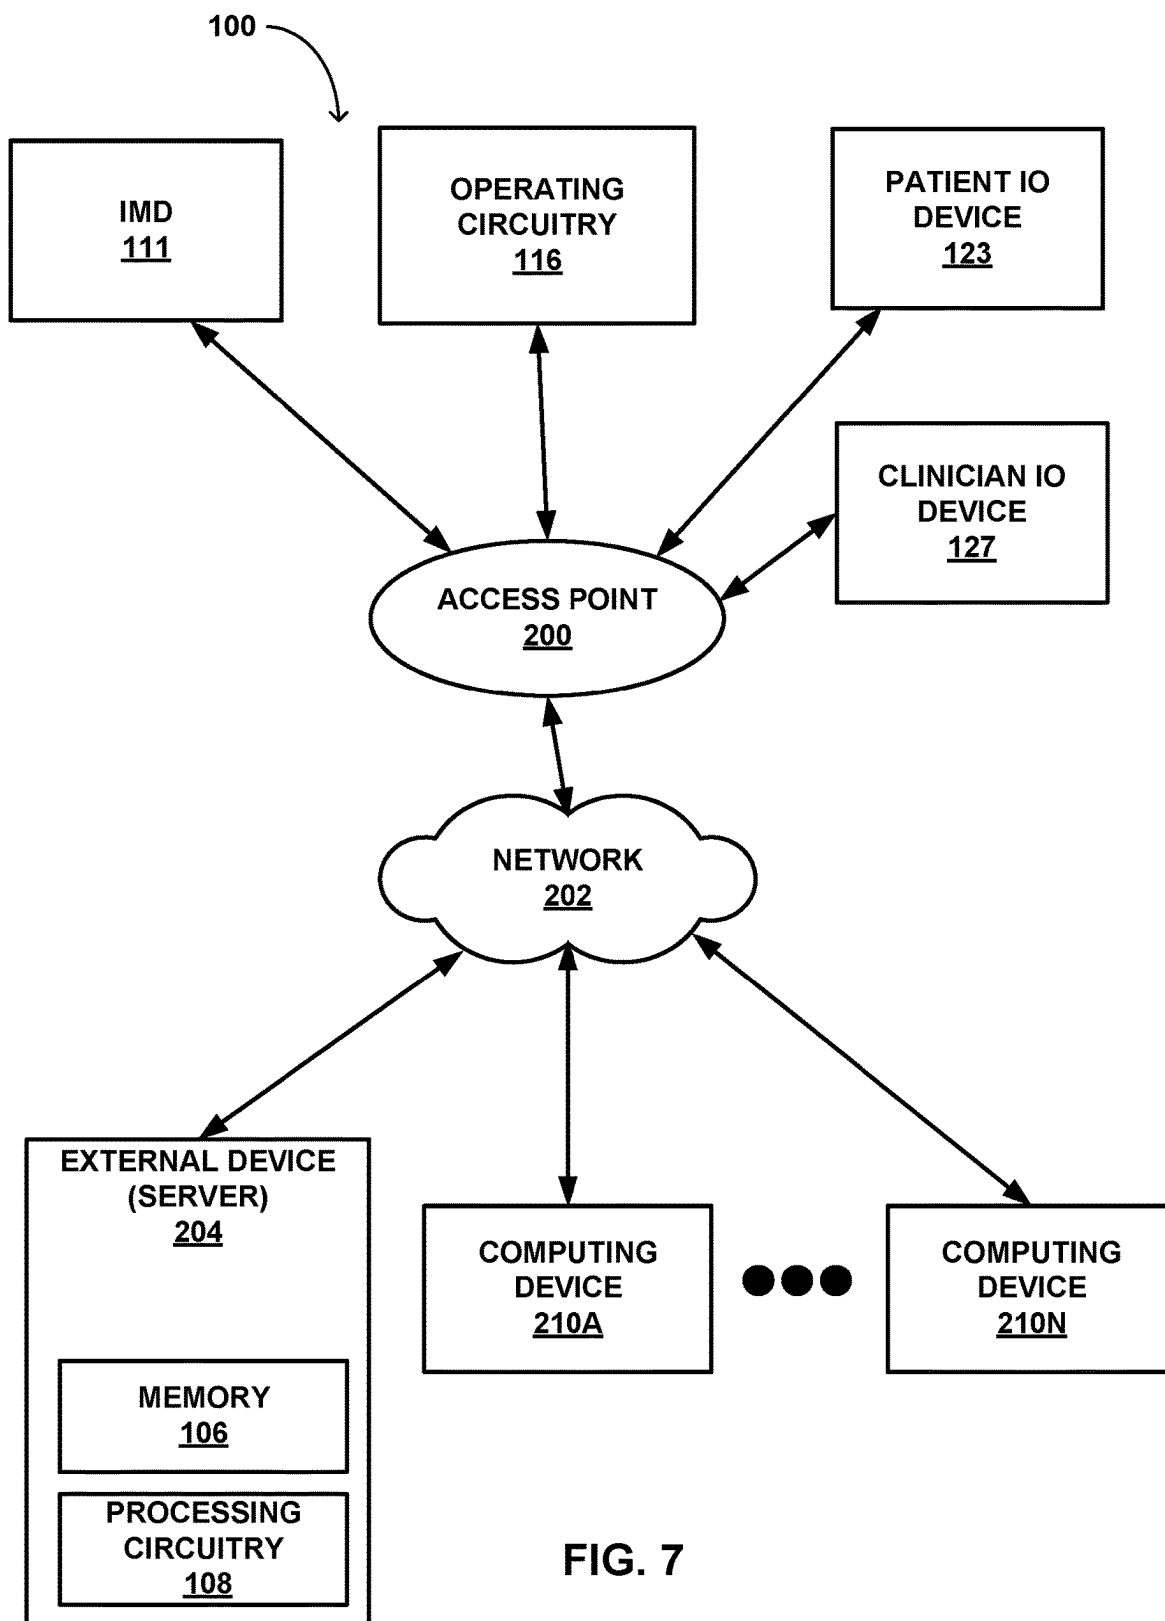 100
IMD
111
OPERATING
CIRCUITRY
116
PATIENT IO
DEVICE
123
CLINICIAN IO
DEVICE
127
ACCESS POINT
200
NETWORK
202
EXTERNAL DEVICE
(SERVER)
204
MEMORY
106
PROCESSING
CIRCUITRY
108
COMPUTING
DEVICE
210A
COMPUTING
DEVICE
210N
FIG. 7